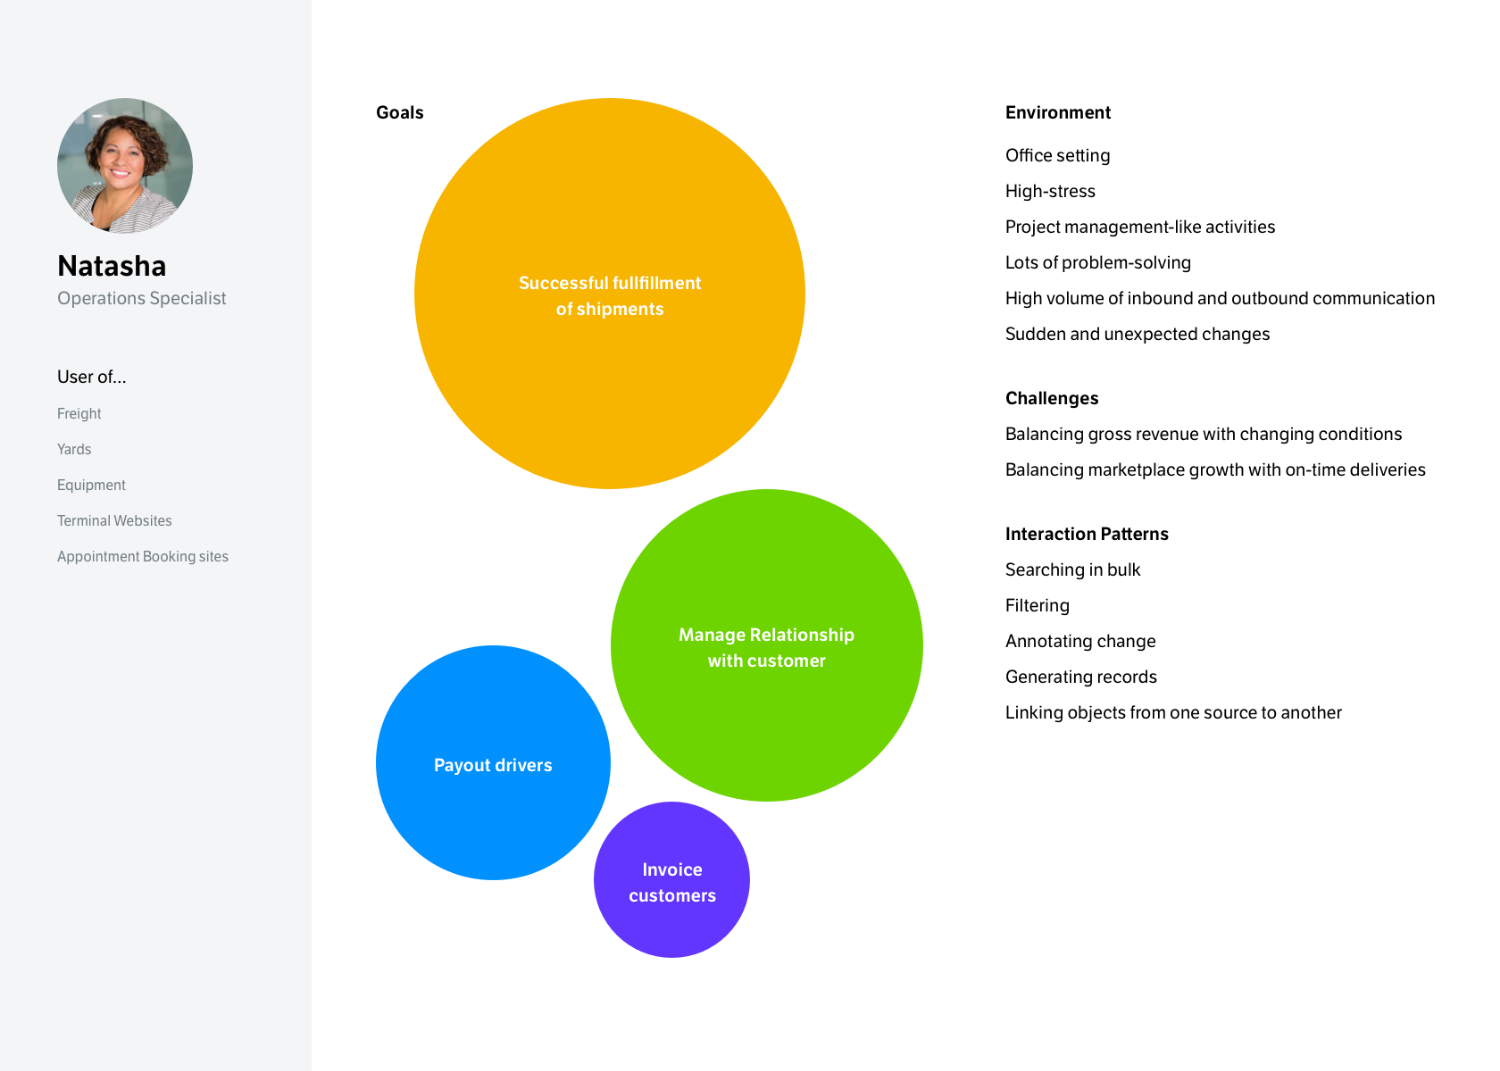 Natasha
Operations Specialist
User of...
Freight
Yards
Equipment
Terminal Websites
Appointment Booking sites
Goals
Successful fullfillment
of shipments
Manage Relationship
with customer
Payout drivers
Invoice
customers
Environment
Office setting
High-stress
Project management-like activities
Lots of problem-solving
High volume of inbound and outbound communication
Sudden and unexpected changes
Challenges
Balancing gross revenue with changing conditions
Balancing marketplace growth with on-time deliveries
Interaction Patterns
Searching in bulk
Filtering
Annotating change
Generating records
Linking objects from one source to another